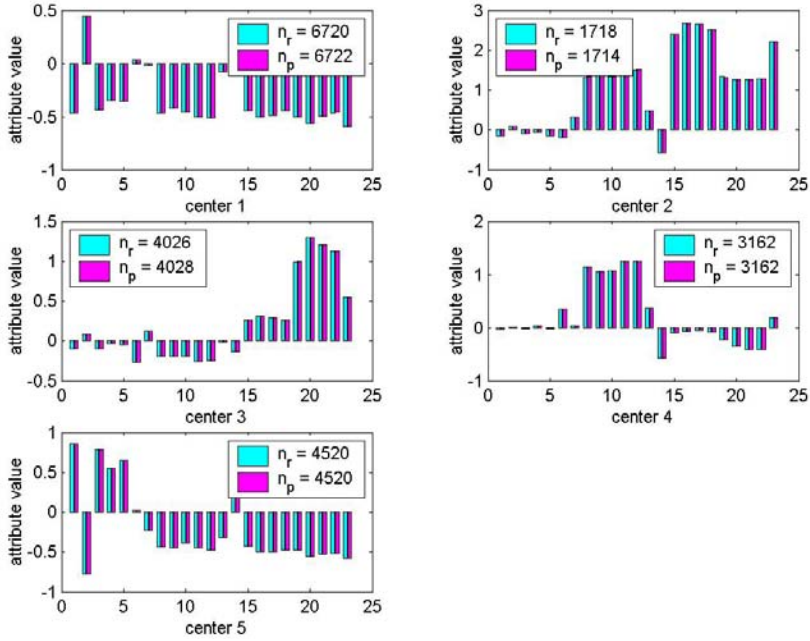 0.5
0
-0.5
-1
attribute value
n_r = 6720
n_p = 6722
0 5 10 15 20 25
center 1
3
2
1
0
-1
attribute value
n_r = 1718
n_p = 1714
0 5 10 15 20 25
center 2
1.5
1
0.5
0
-0.5
attribute value
n_r = 4026
n_p = 4028
0 5 10 15 20 25
center 3
2
1
0
-1
attribute value
n_r = 3162
n_p = 3162
0 5 10 15 20 25
center 4
1
0.5
0
-0.5
-1
attribute value
n_r = 4520
n_p = 4520
0 5 10 15 20 25
center 5